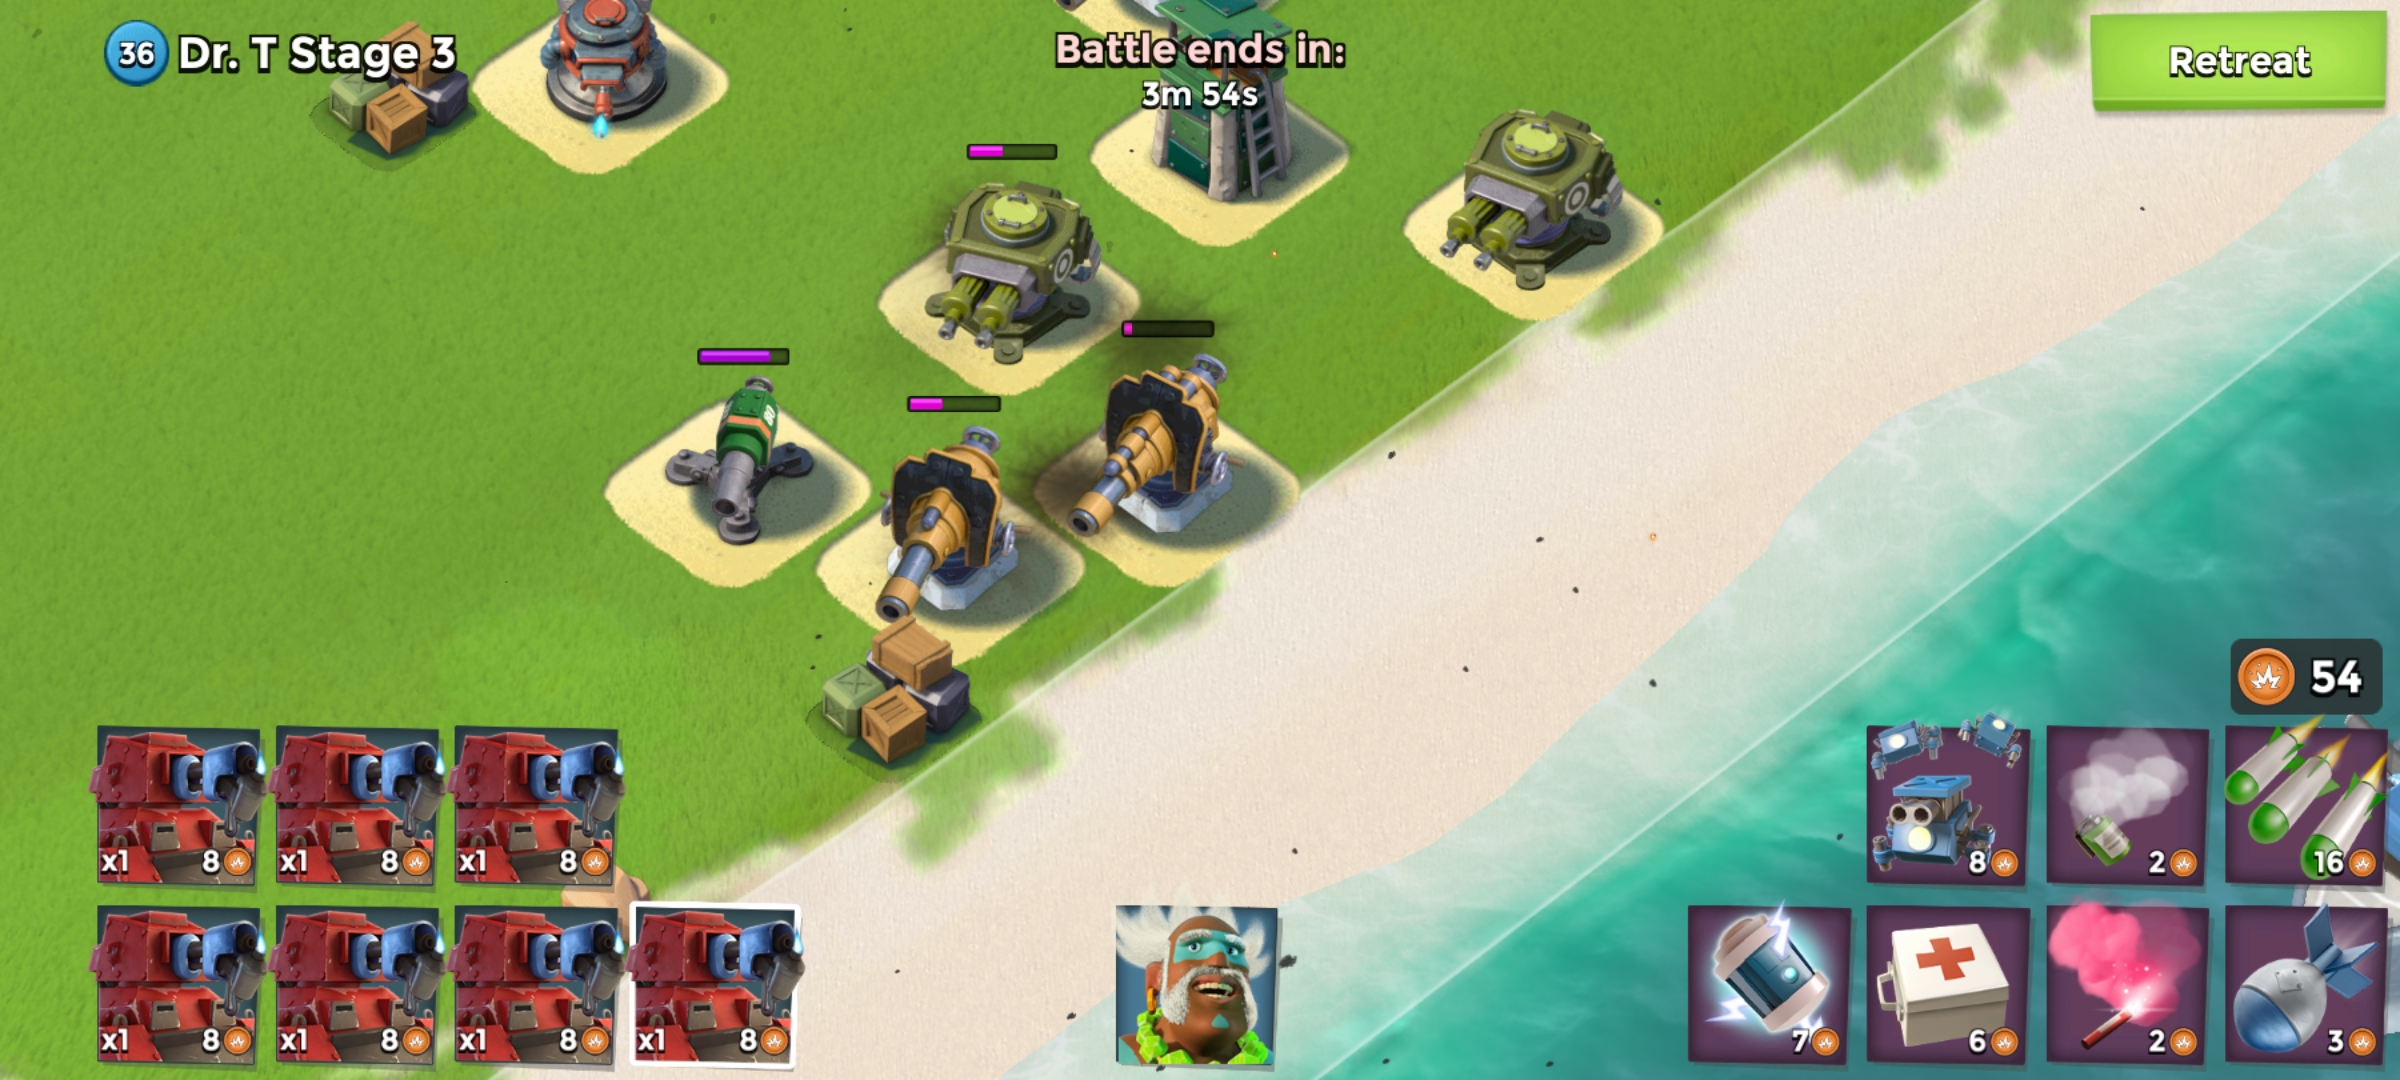 36 Dr. T Stage 3
Battle ends in:
3m 54s
Retreat
54
x1 8
x1 8
x1 8
8
2
16
x1 8
x1 8
x1 8
x1 8
7
6
2
3